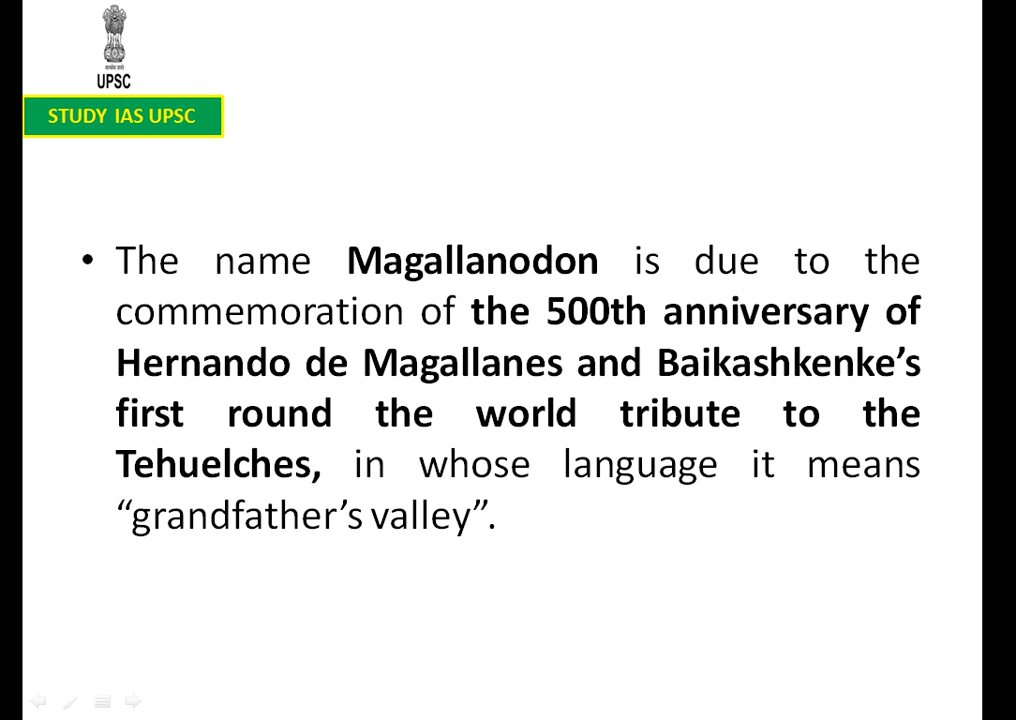 UPSC
STUDY IAS UPSC
• The name Magallanodon is due to the
commemoration of the 500th anniversary of
Hernando de Magallanes and Baikashkenke’s
first round the world tribute to the
Tehuelches, in whose language it means
“grandfather’s valley”.